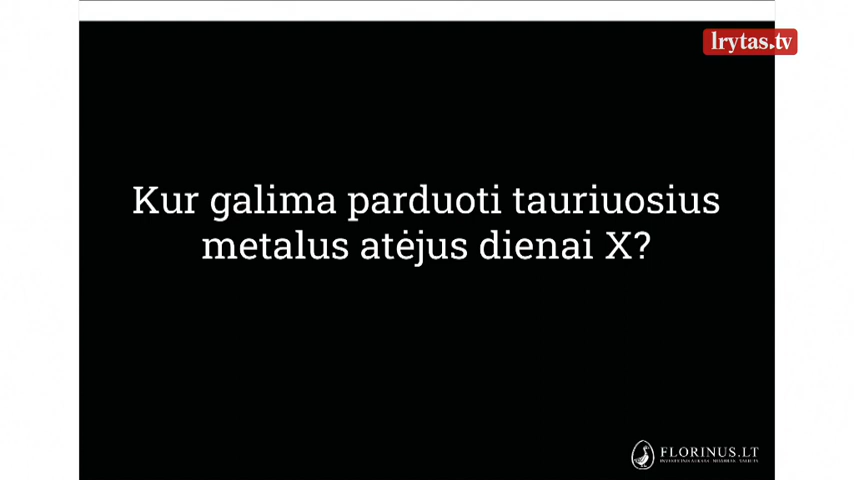 lrytas.tv
Kur galima parduoti tauriuosius
metalus atėjus dienai X?
FLORINUS.LT